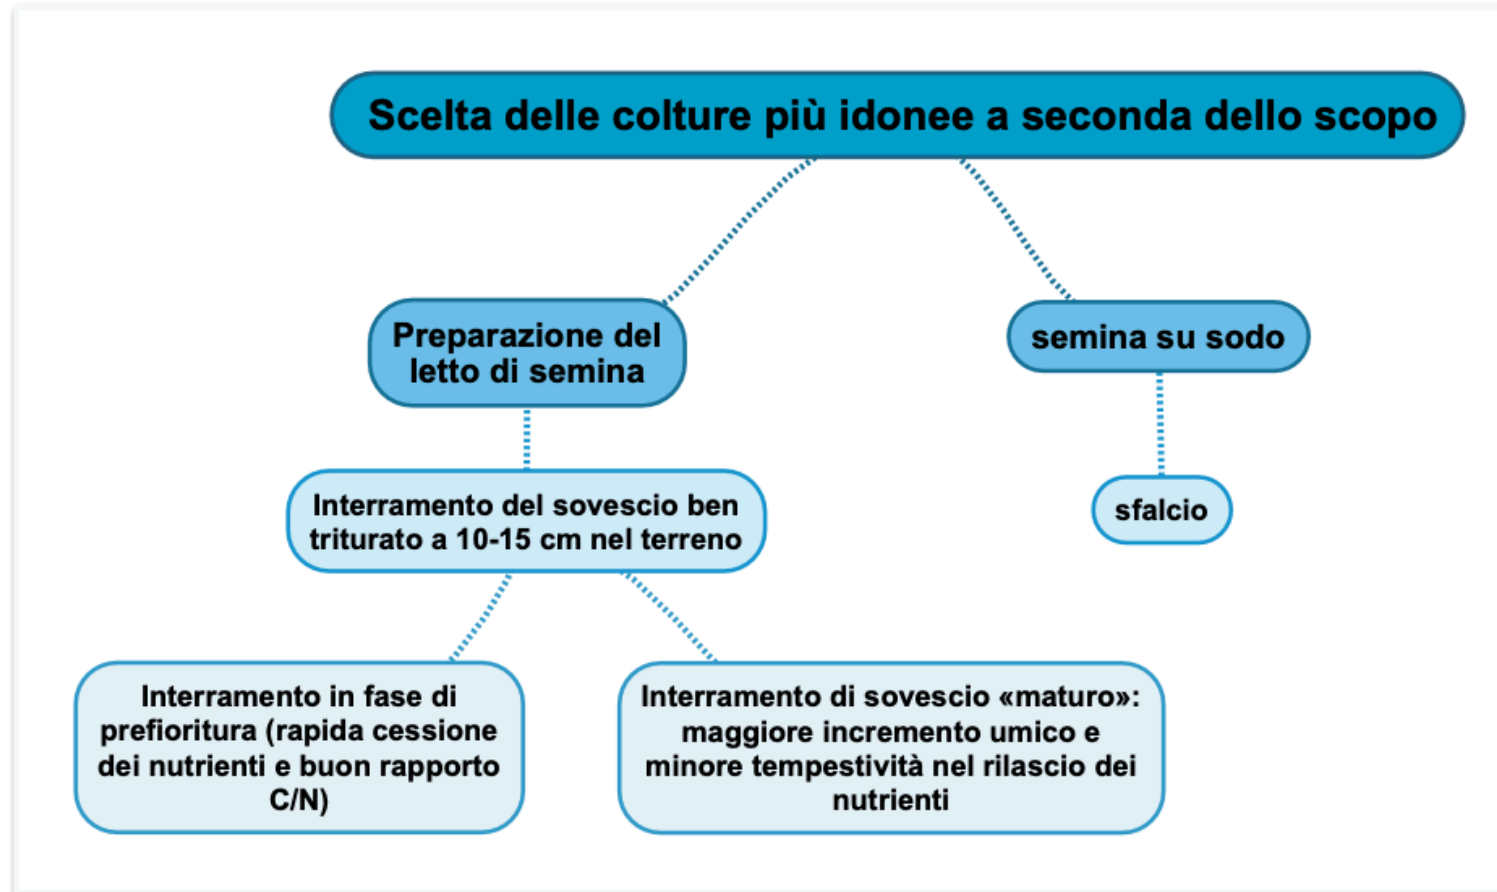 Scelta delle colture più idonee a seconda dello scopo
Preparazione del
letto di semina
semina su sodo
Interramento del sovescio ben
triturato a 10-15 cm nel terreno
sfalcio
Interramento in fase di
prefioritura (rapida cessione
dei nutrienti e buon rapporto
C/N)
Interramento di sovescio «maturo»:
maggiore incremento umico e
minore tempestività nel rilascio dei
nutrienti